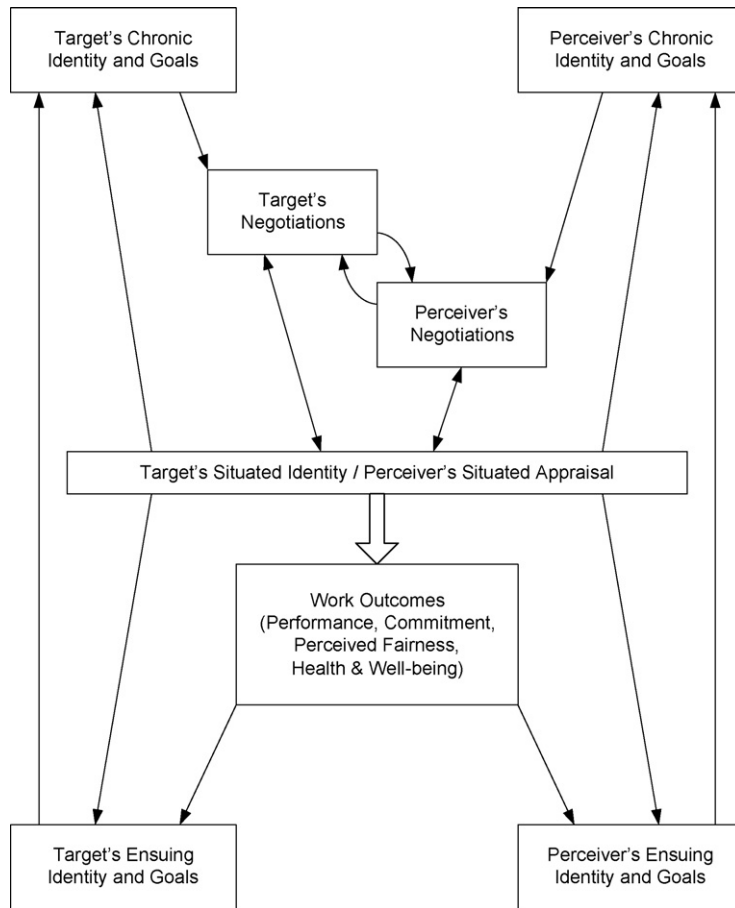 Target’s Chronic
Identity and Goals
Perceiver’s Chronic
Identity and Goals
Target’s
Negotiations
Perceiver’s
Negotiations
Target’s Situated Identity / Perceiver’s Situated Appraisal
Work Outcomes
(Performance, Commitment,
Perceived Fairness,
Health & Well-being)
Target’s Ensuing
Identity and Goals
Perceiver’s Ensuing
Identity and Goals